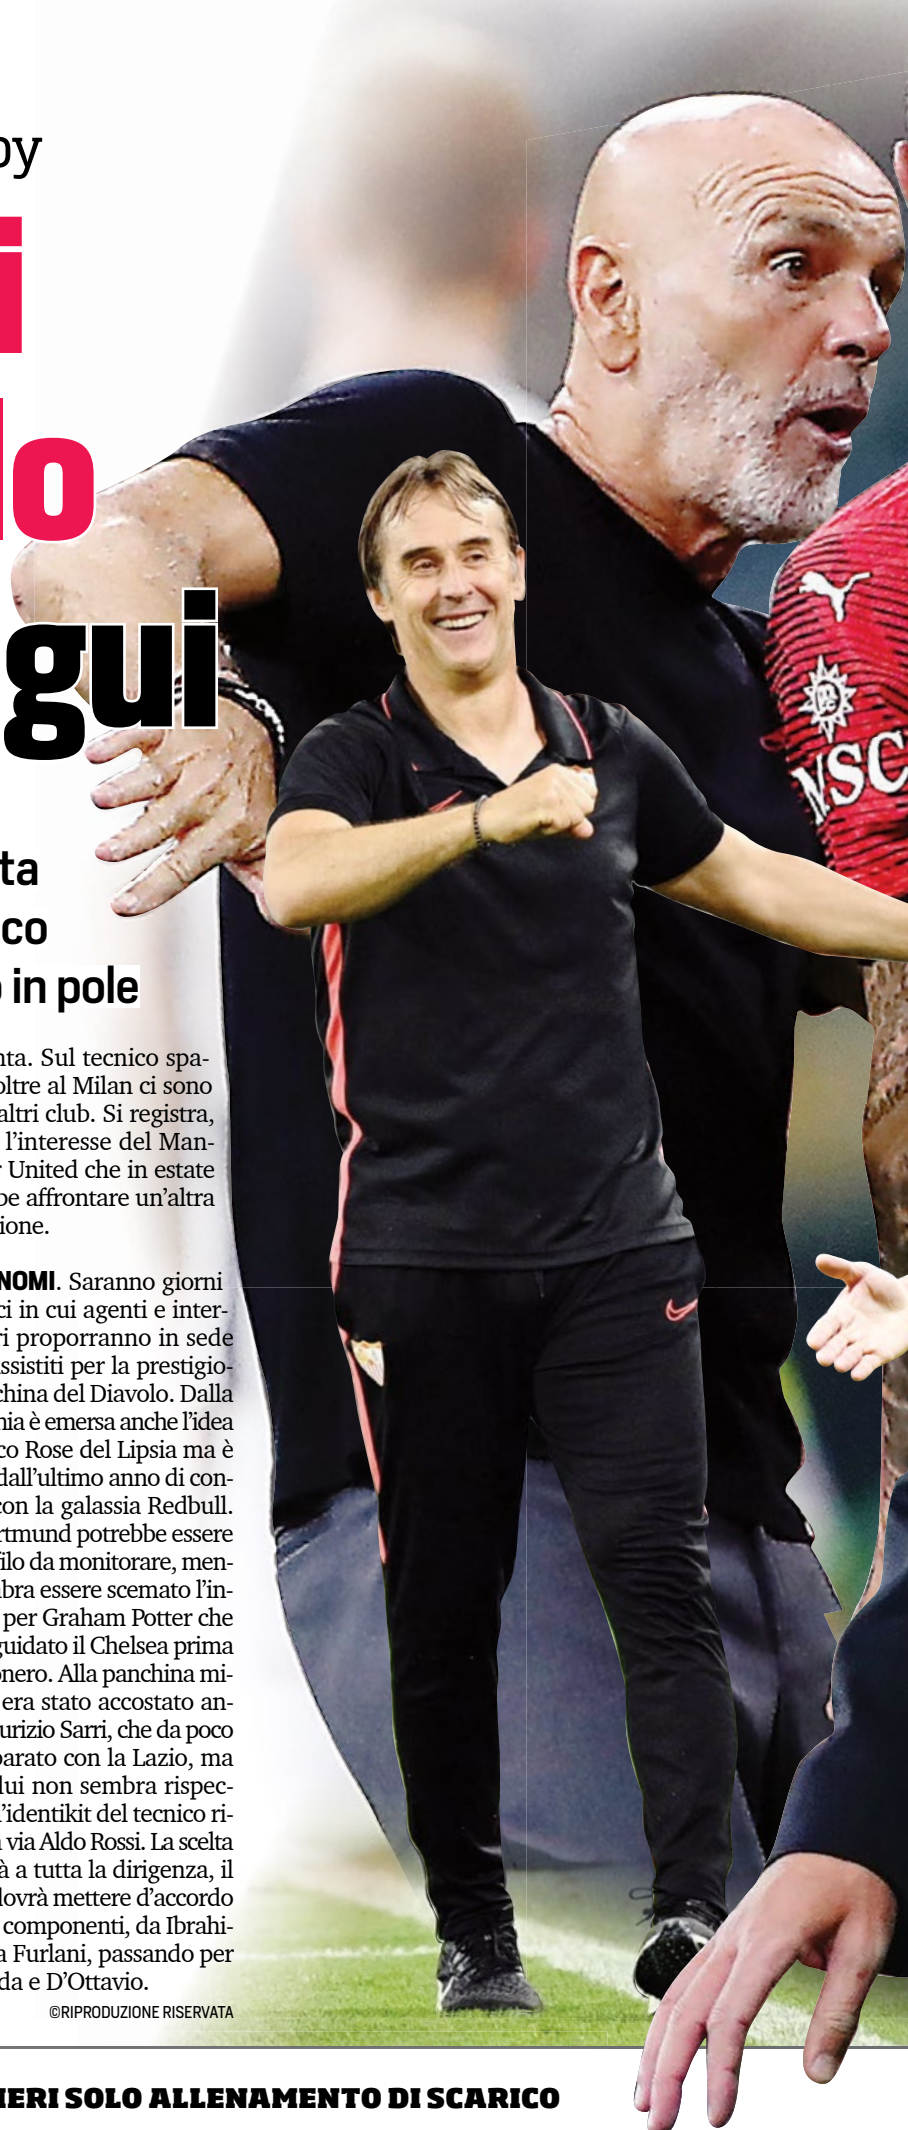 by
i
lo
gui
ta
co
o in pole
nta. Sul tecnico spa-
oltre al Milan ci sono
altri club. Si registra,
l'interesse del Man-
r United che in estate
be affrontare un'altra
ione.
NOMI. Saranno giorni
ci in cui agenti e inter-
ri proporranno in sede
ssistiti per la prestigio-
china del Diavolo. Dalla
nia è emersa anche l'idea
co Rose del Lipsia ma è
dall'ultimo anno di con-
con la galassia Redbull.
rtmund potrebbe essere
filo da monitorare, men-
bra essere scemato l'in-
per Graham Potter che
guidato il Chelsea prima
onero. Alla panchina mi-
era stato accostato an-
urizio Sarri, che da poco
parato con la Lazio, ma
lui non sembra rispec-
l'identikit del tecnico ri-
a via Aldo Rossi. La scelta
à a tutta la dirigenza, il
dovrà mettere d'accordo
componenti, da Ibrahi-
a Furlani, passando per
da e D'Ottavio.
©RIPRODUZIONE RISERVATA
MSC
IERI SOLO ALLENAMENTO DI SCARICO